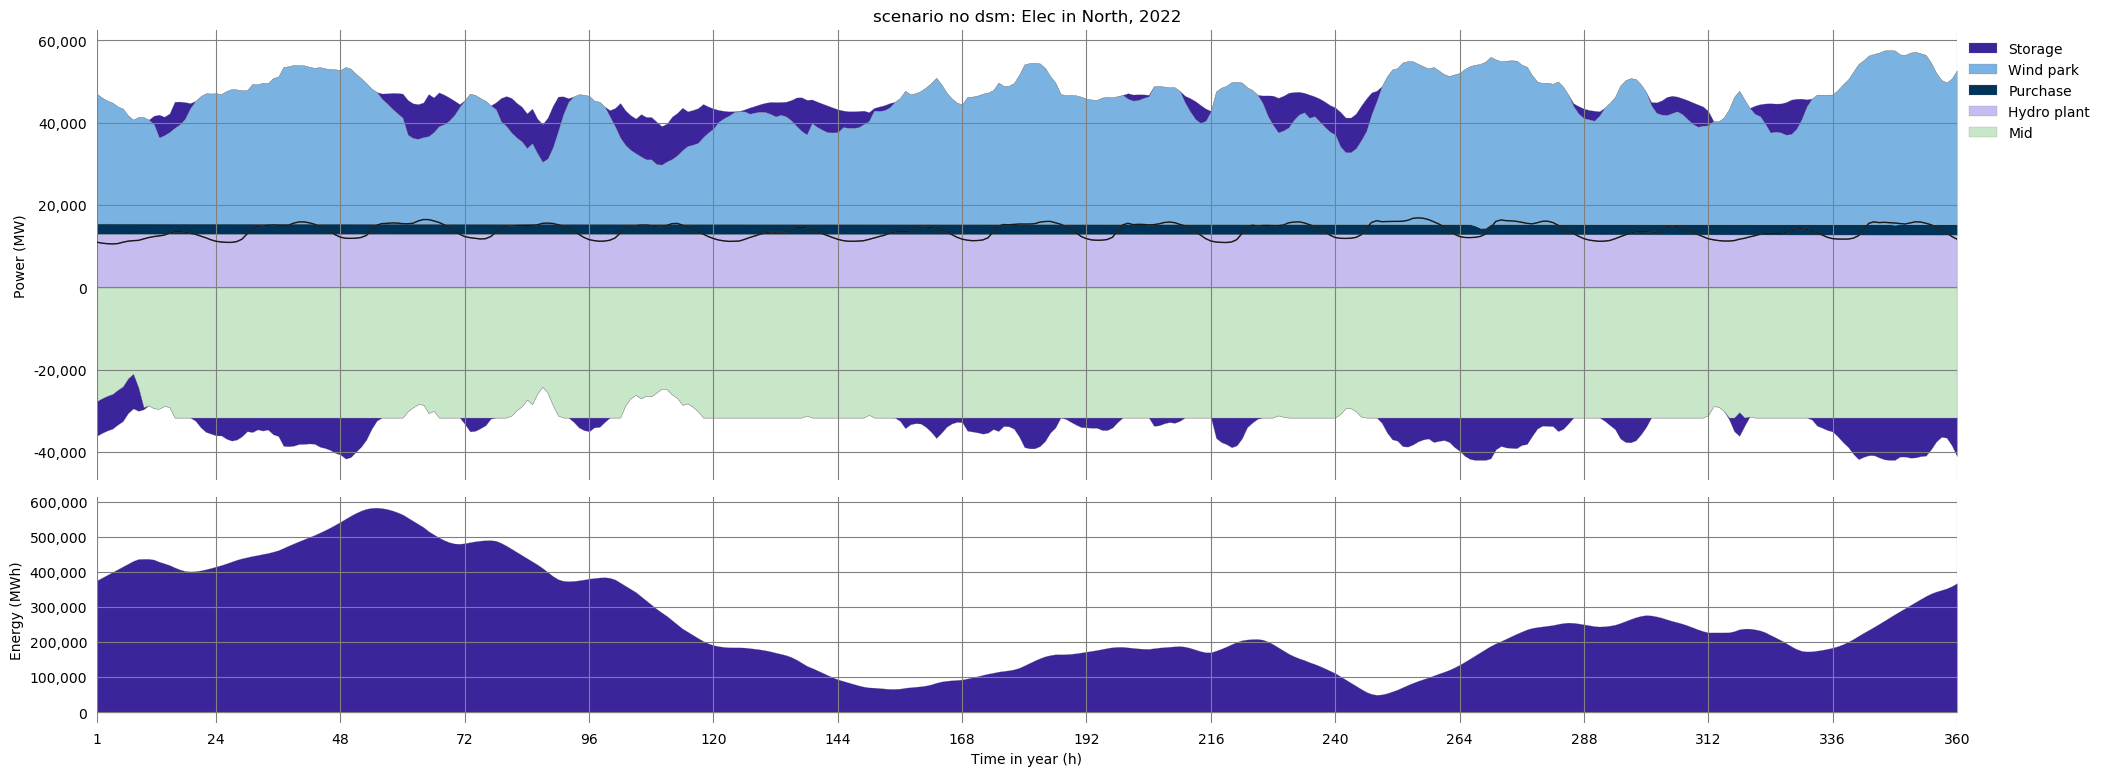 scenario no dsm: Elec in North, 2022
60,000
40,000
20,000
0
-20,000
-40,000
Power (MW)
Storage
Wind park
Purchase
Hydro plant
Mid
600,000
500,000
400,000
300,000
200,000
100,000
0
Energy (MWh)
1 24 48 72 96 120 144 168 192 216 240 264 288 312 336 360
Time in year (h)